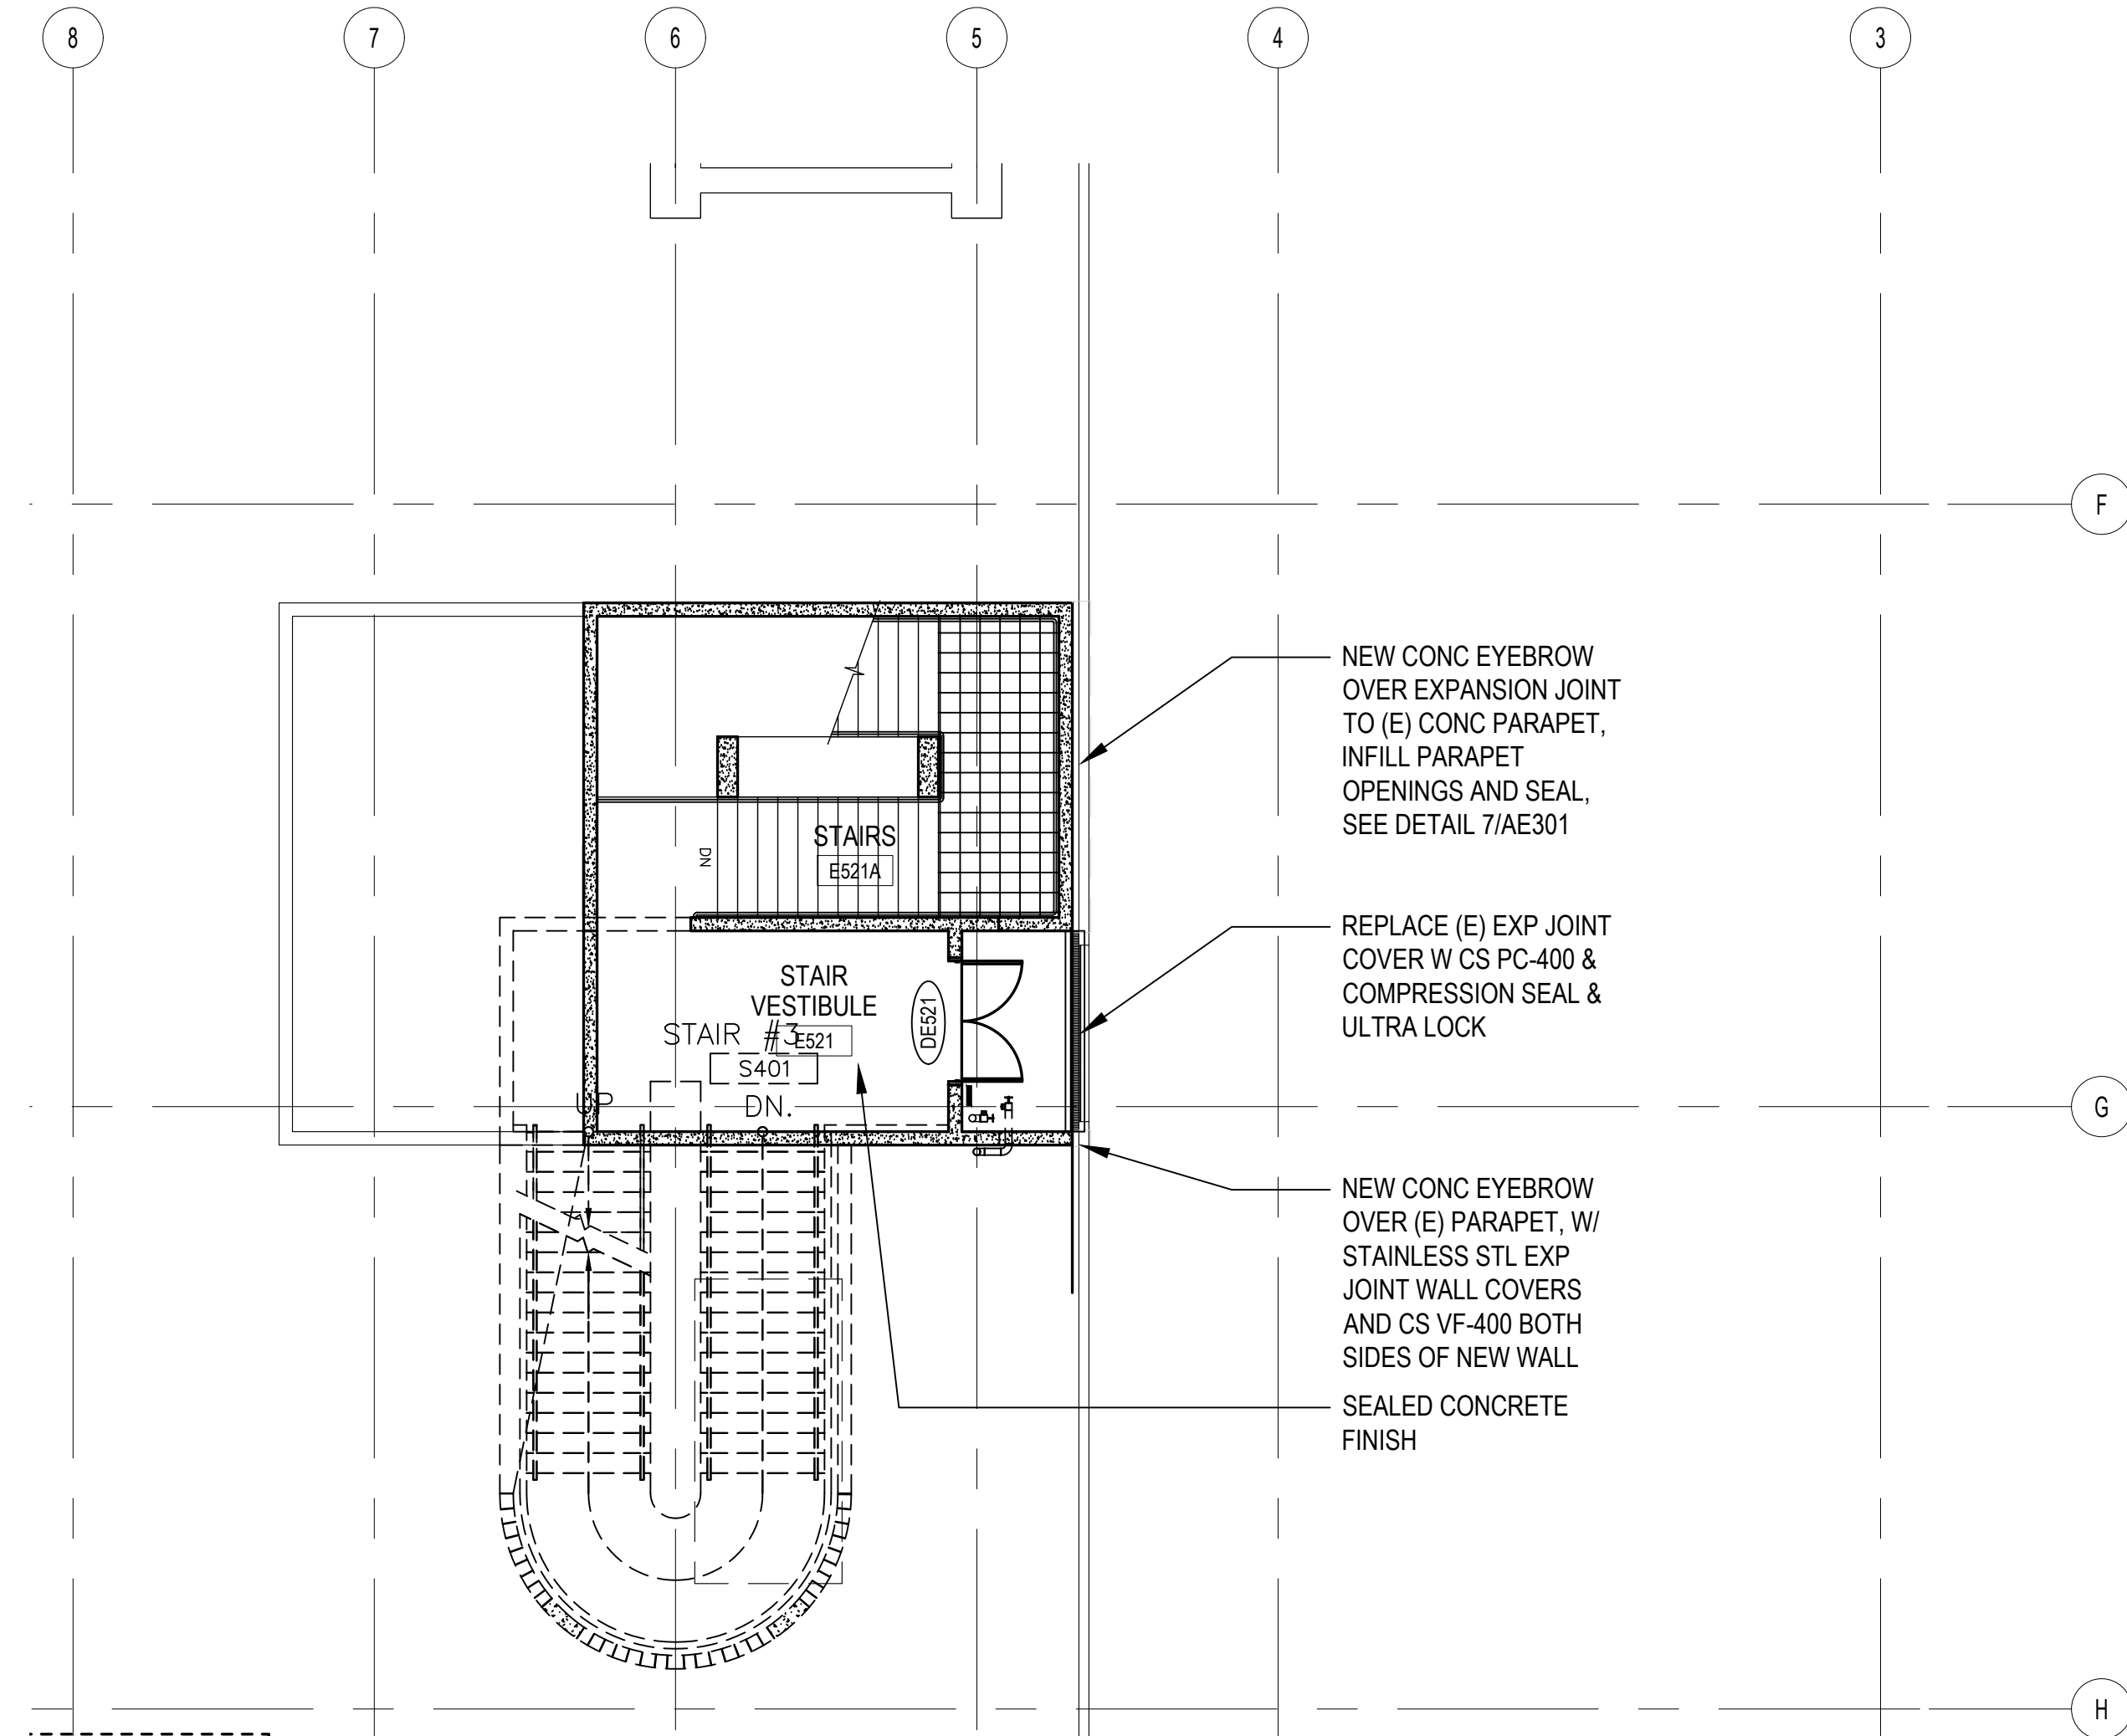 8
7
6
5
4
3
F
NEW CONC EYEBROW
OVER EXPANSION JOINT
TO (E) CONC PARAPET,
INFILL PARAPET
OPENINGS AND SEAL,
SEE DETAIL 7/AE301
STAIRS
E521A
DN
REPLACE (E) EXP JOINT
COVER W CS PC-400 &
COMPRESSION SEAL &
ULTRA LOCK
STAIR
VESTIBULE
E521
DE521
STAIR #3
S401
UP
DN.
G
NEW CONC EYEBROW
OVER (E) PARAPET, W/
STAINLESS STL EXP
JOINT WALL COVERS
AND CS VF-400 BOTH
SIDES OF NEW WALL
SEALED CONCRETE
FINISH
H